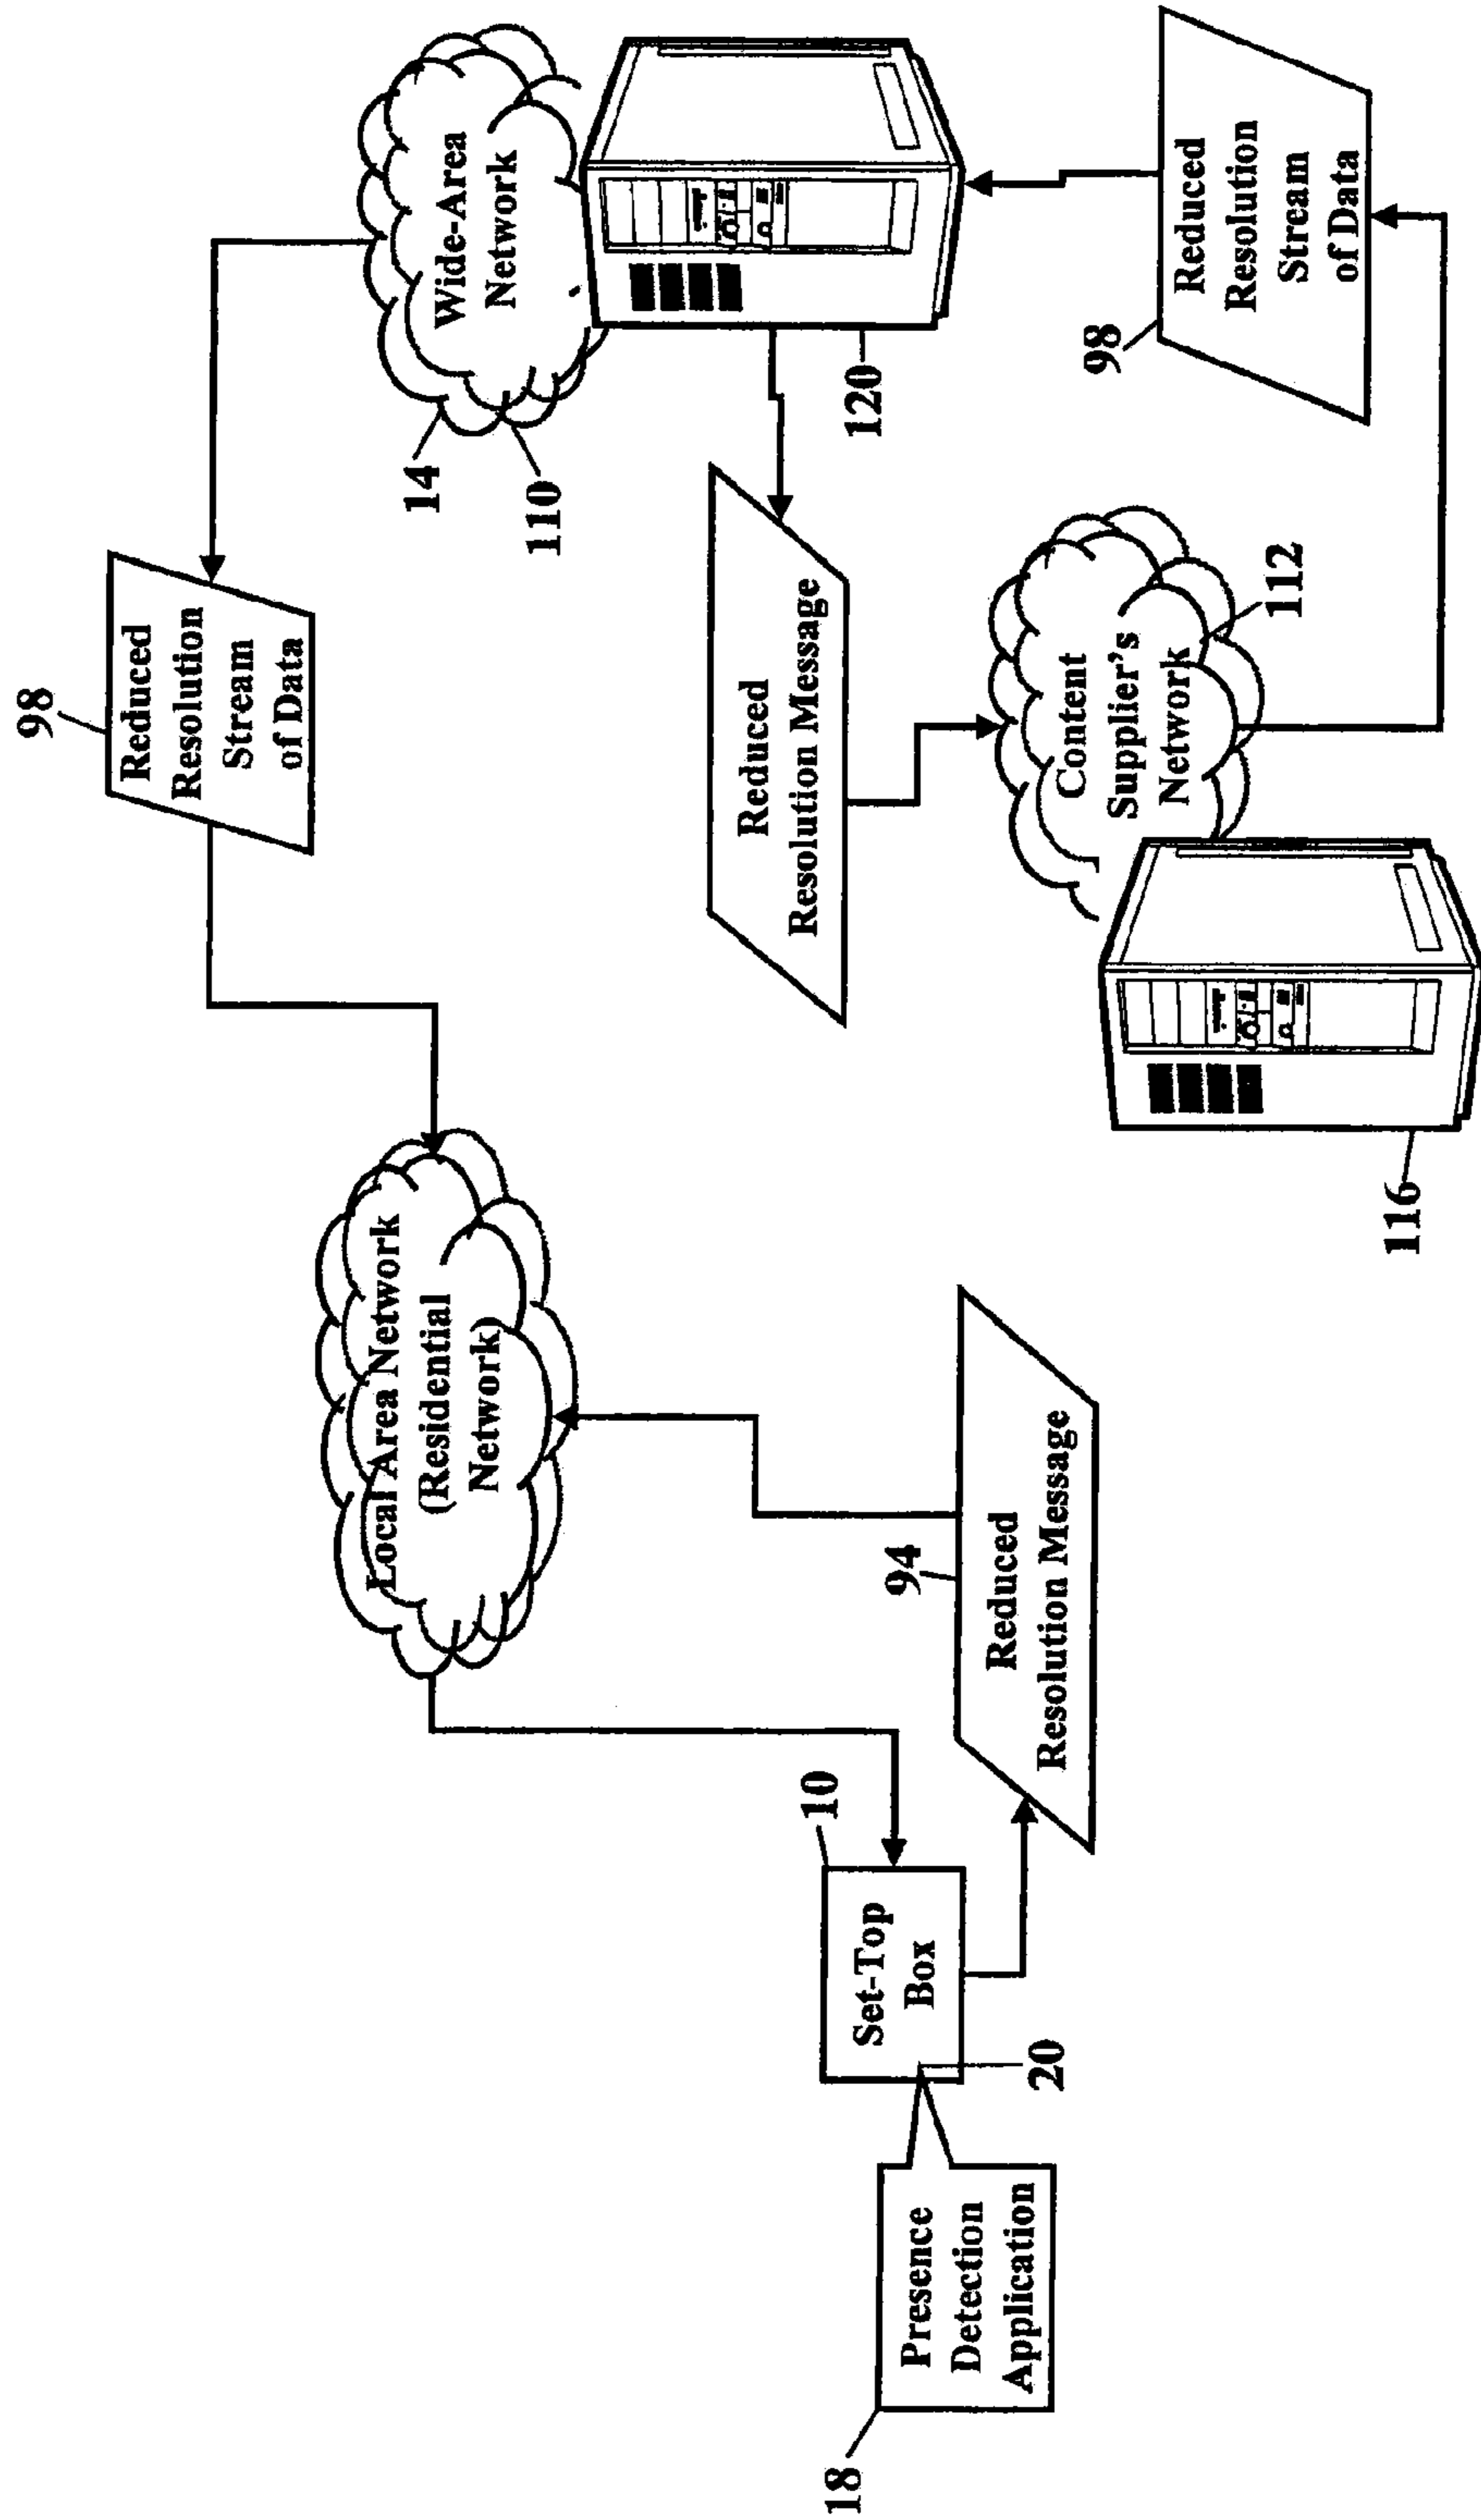 18
Presence
Detection
Application
20
Set-Top
Box
10
94
Reduced
Resolution Message
Local Area Network
(Residential
Network)
98
Reduced
Resolution
Stream
of Data
14
110
Wide-Area
Network
120
Reduced
Resolution Message
Content
Supplier's
Network
112
116
98
Reduced
Resolution
Stream
of Data